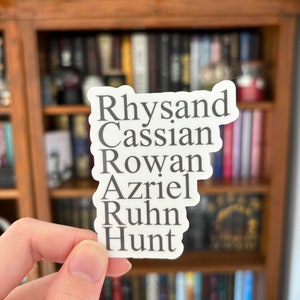 Rhysand
Cassian
Rowan
Azriel
Ruhn
Hunt